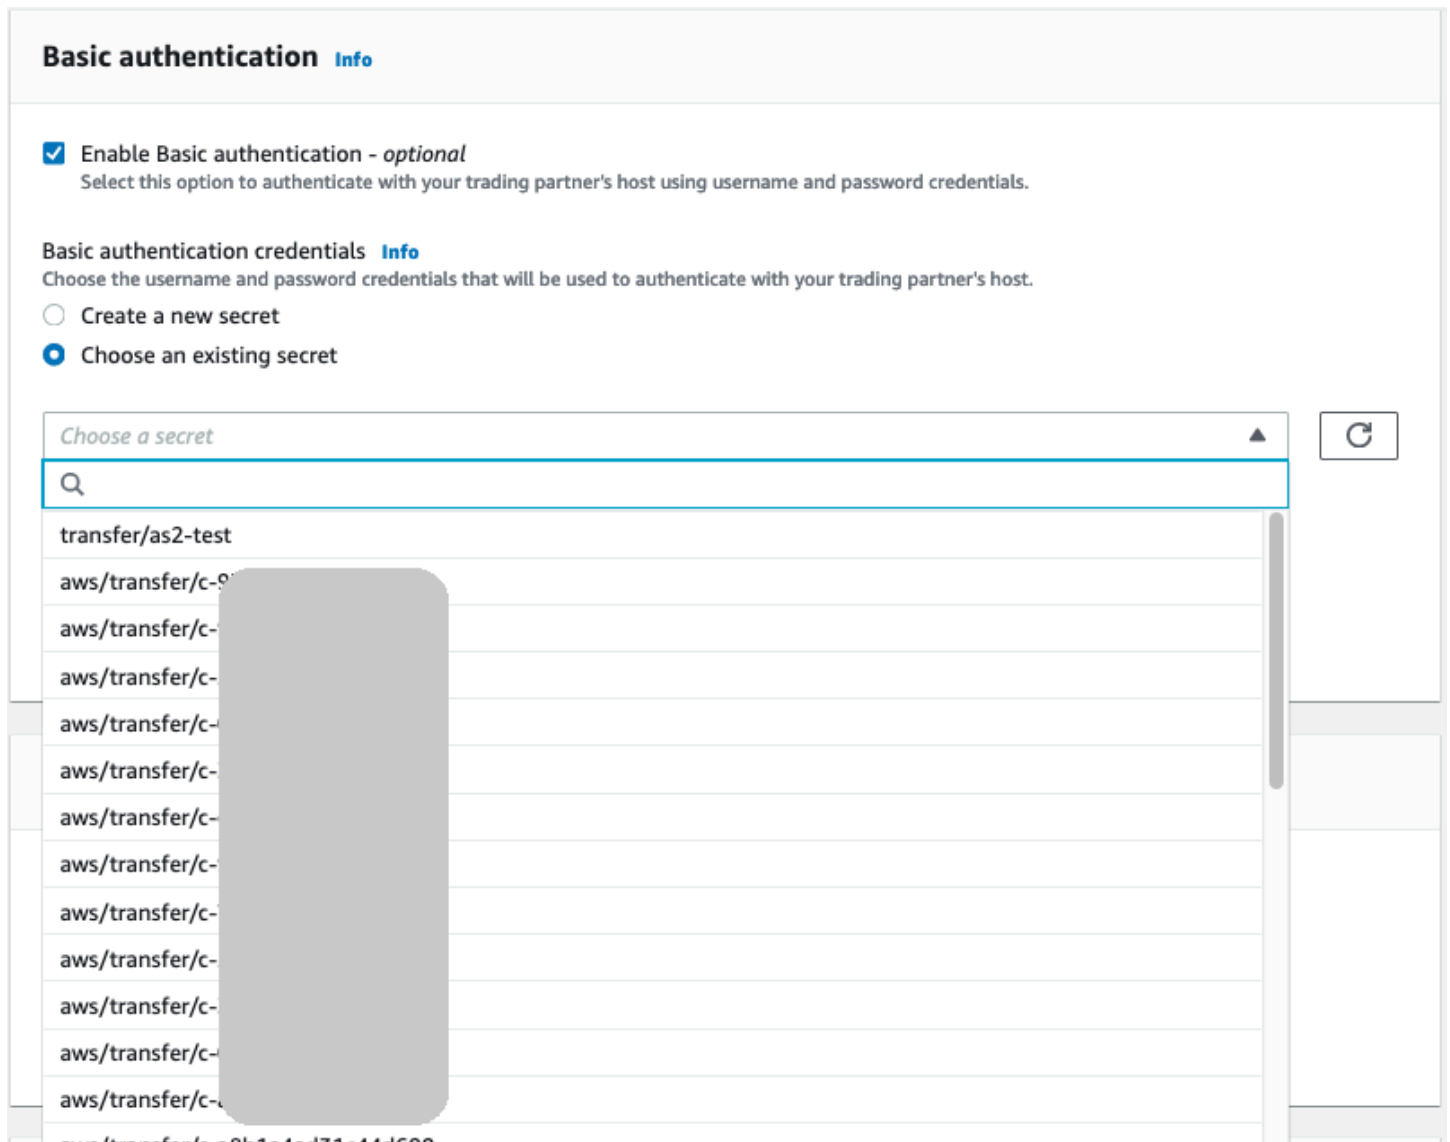 Basic authentication Info
Enable Basic authentication - optional
Select this option to authenticate with your trading partner's host using username and password credentials.
Basic authentication credentials Info
Choose the username and password credentials that will be used to authenticate with your trading partner's host.
Create a new secret
Choose an existing secret
Choose a secret
transfer/as2-test
aws/transfer/c-9
aws/transfer/c-
aws/transfer/c-
aws/transfer/c-
aws/transfer/c-
aws/transfer/c-
aws/transfer/c-
aws/transfer/c-
aws/transfer/c-
aws/transfer/c-
aws/transfer/c-
aws/transfer/c-